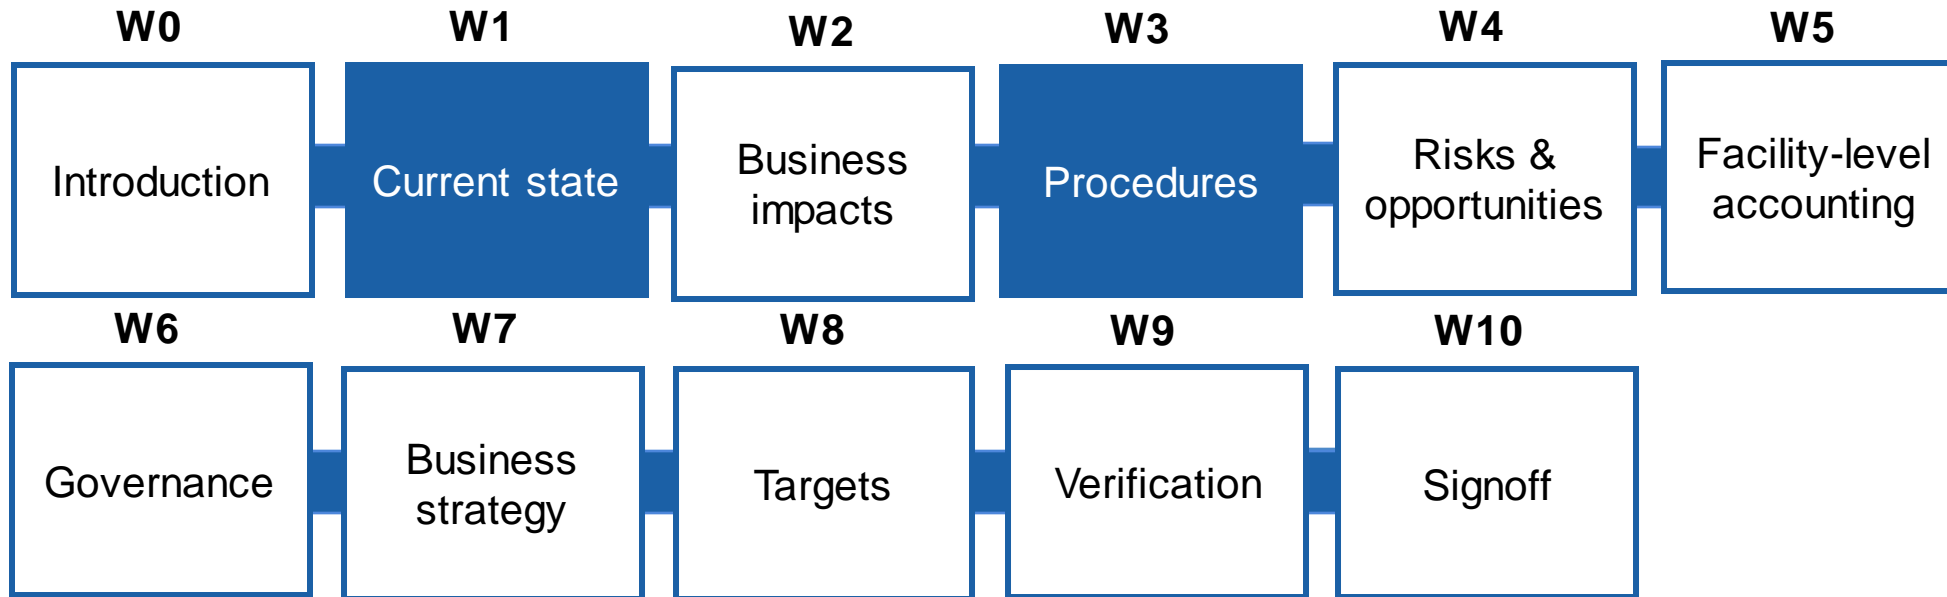 W0
W1
W2
W3
W4
W5
Introduction
Current state
Business
impacts
Procedures
Risks &
opportunities
Facility-level
accounting
W6
W7
W8
W9
W10
Governance
Business
strategy
Targets
Verification
Signoff